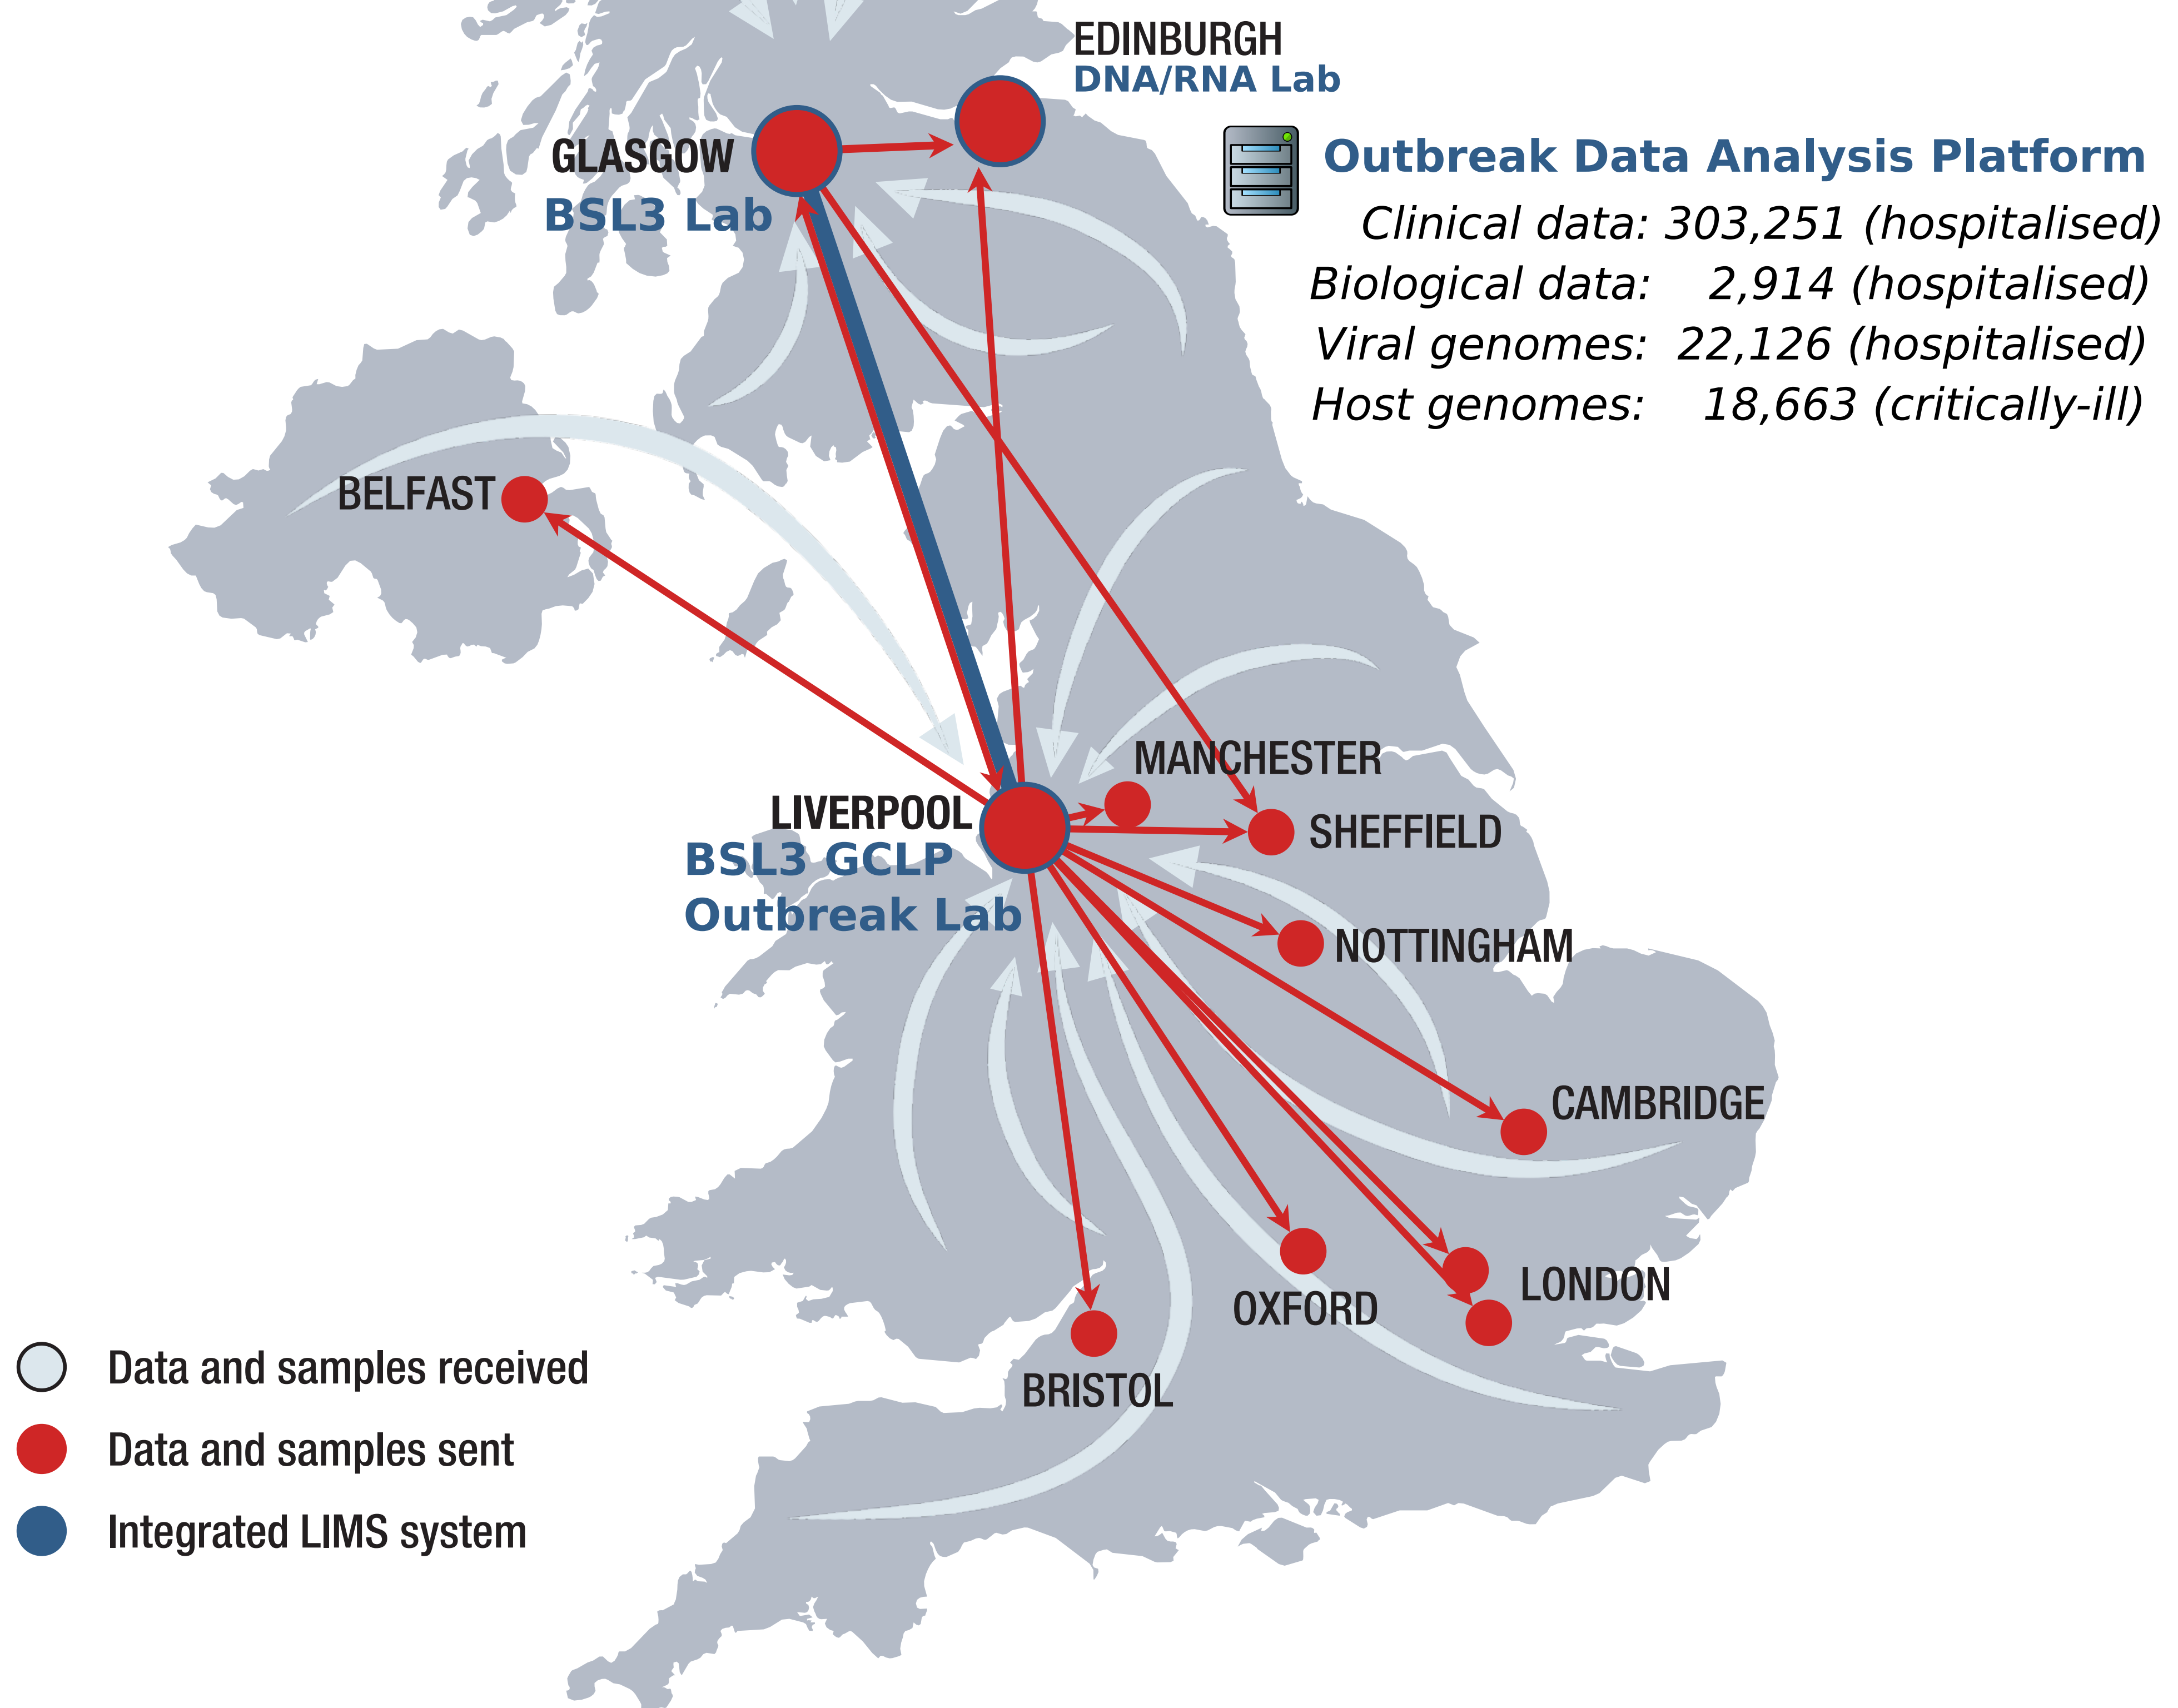 EDINBURGH
DNA/RNA Lab
GLASGOW
BSL3 Lab
Outbreak Data Analysis Platform
Clinical data: 303,251 (hospitalised)
Biological data: 2,914 (hospitalised)
Viral genomes: 22,126 (hospitalised)
Host genomes: 18,663 (critically-ill)
BELFAST
MANCHESTER
LIVERPOOL
BSL3 GCLP
Outbreak Lab
SHEFFIELD
NOTTINGHAM
CAMBRIDGE
LONDON
OXFORD
BRISTOL
Data and samples received
Data and samples sent
Integrated LIMS system